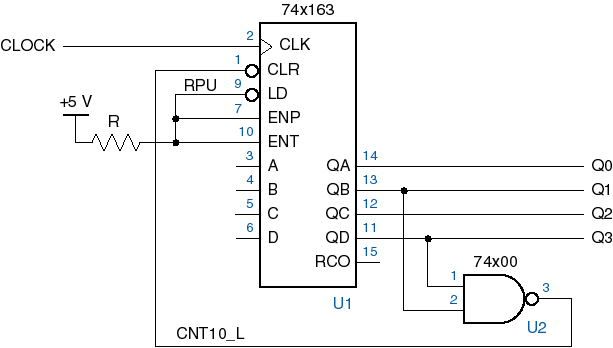 74x163
CLOCK
2
CLK
1
CLR
RPU
9
LD
+5 V
R
7
ENP
10
ENT
3
A
QA
14
Q0
4
B
QB
13
Q1
5
C
QC
12
Q2
6
D
QD
11
Q3
RCO
15
74x00
U1
1
2
3
U2
CNT10_L